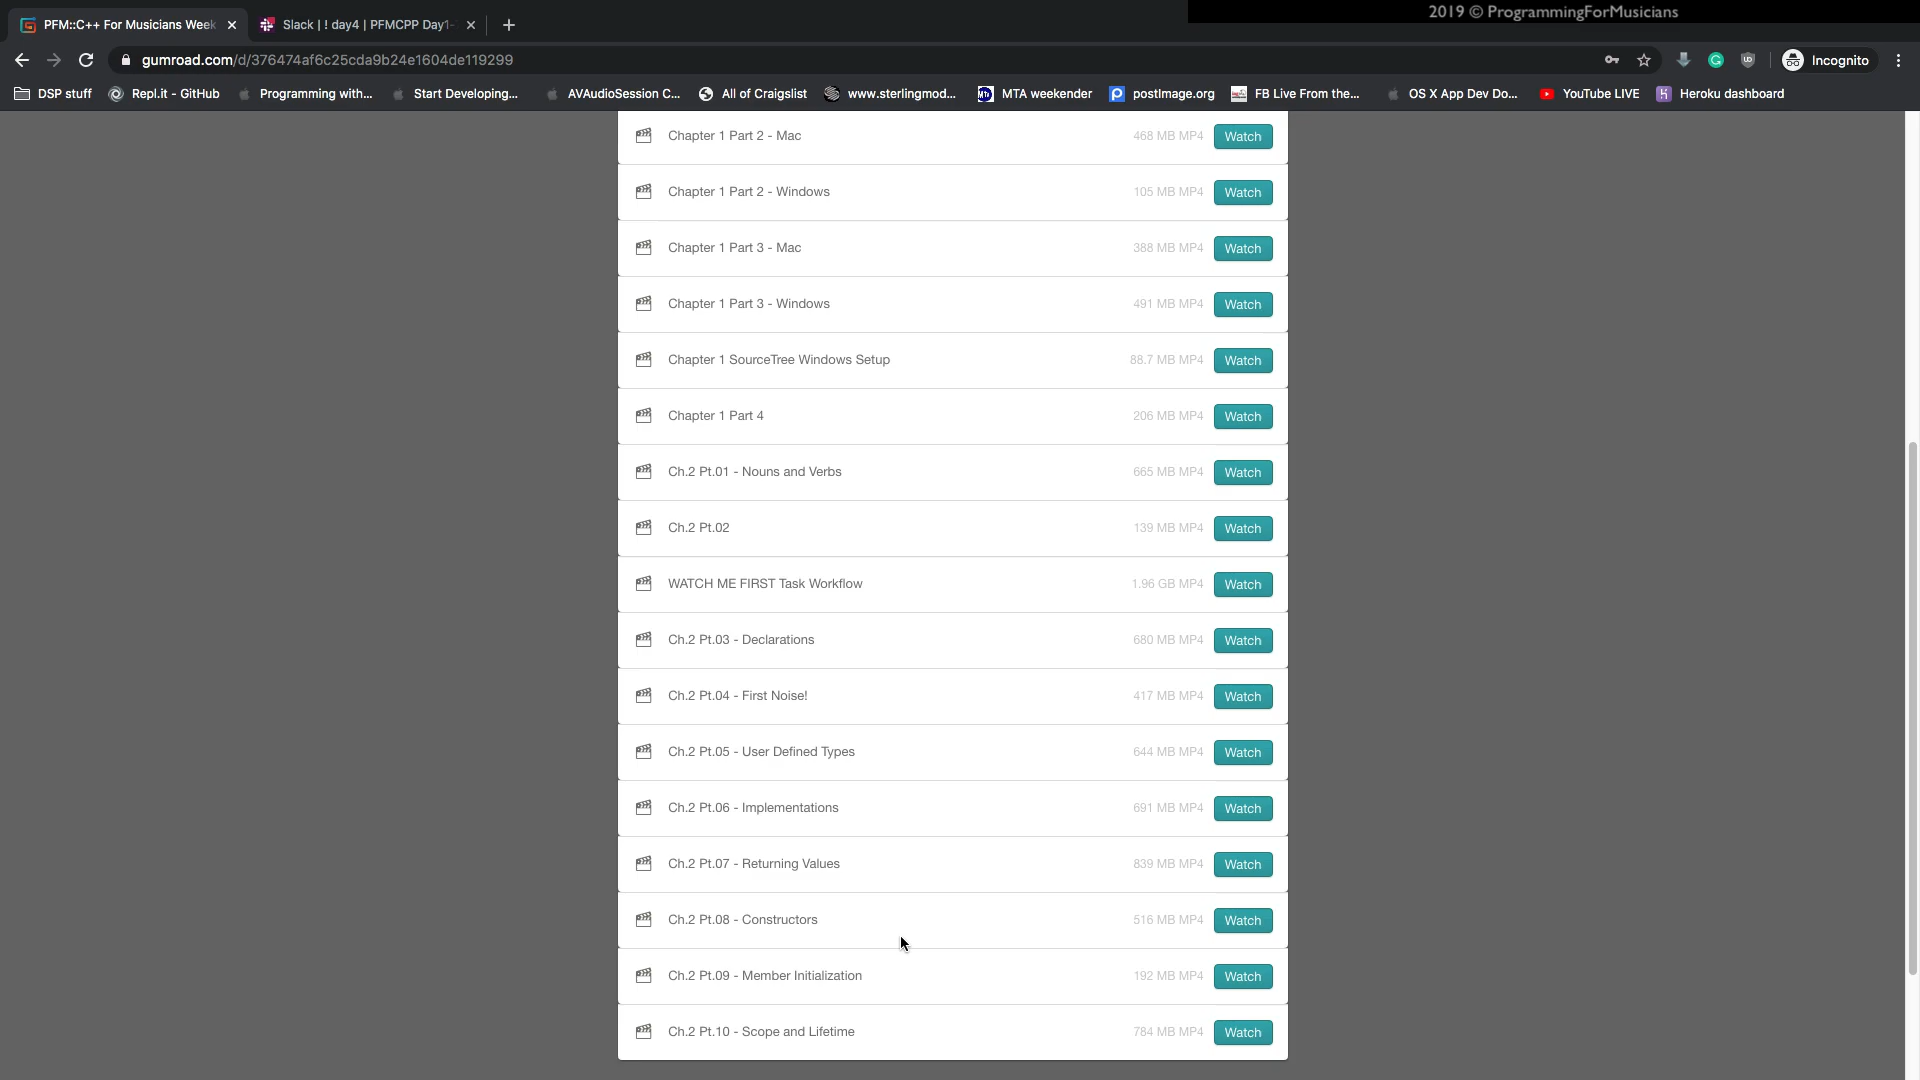 2019 © ProgrammingForMusicians
PFM::C++ For Musicians Week
Slack | ! day4 | PFMCPP Day1-
gumroad.com/d/376474af6c25cda9b24e1604de119299
Incognito
DSP stuff
Repl.it - GitHub
Programming with...
Start Developing...
AVAudioSession C...
All of Craigslist
www.sterlingmod...
MTA weekender
postimage.org
FB Live From the...
OS X App Dev Do...
YouTube LIVE
Heroku dashboard
Chapter 1 Part 2 - Mac 468 MB MP4 Watch
Chapter 1 Part 2 - Windows 105 MB MP4 Watch
Chapter 1 Part 3 - Mac 388 MB MP4 Watch
Chapter 1 Part 3 - Windows 491 MB MP4 Watch
Chapter 1 SourceTree Windows Setup 88.7 MB MP4 Watch
Chapter 1 Part 4 206 MB MP4 Watch
Ch.2 Pt.01 - Nouns and Verbs 665 MB MP4 Watch
Ch.2 Pt.02 139 MB MP4 Watch
WATCH ME FIRST Task Workflow 1.96 GB MP4 Watch
Ch.2 Pt.03 - Declarations 680 MB MP4 Watch
Ch.2 Pt.04 - First Noise! 417 MB MP4 Watch
Ch.2 Pt.05 - User Defined Types 644 MB MP4 Watch
Ch.2 Pt.06 - Implementations 691 MB MP4 Watch
Ch.2 Pt.07 - Returning Values 839 MB MP4 Watch
Ch.2 Pt.08 - Constructors 516 MB MP4 Watch
Ch.2 Pt.09 - Member Initialization 192 MB MP4 Watch
Ch.2 Pt.10 - Scope and Lifetime 784 MB MP4 Watch